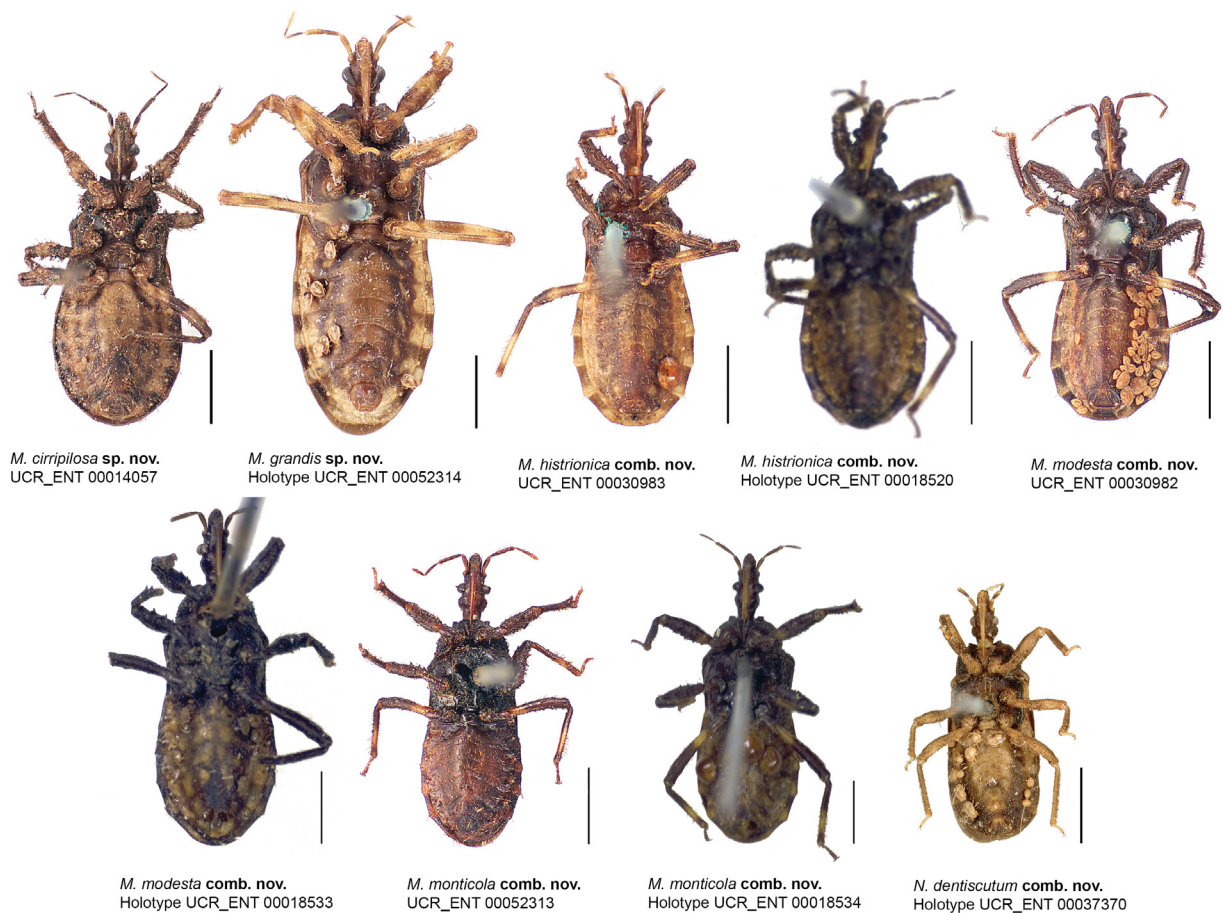 M. cirripilosa sp. nov.
UCR_ENT 00014057
M. grandis sp. nov.
Holotype UCR_ENT 00052314
M. histrionica comb. nov.
UCR_ENT 00030983
M. histrionica comb. nov.
Holotype UCR_ENT 00018520
M. modesta comb. nov.
UCR_ENT 00030982
M. modesta comb. nov.
Holotype UCR_ENT 00018533
M. monticola comb. nov.
UCR_ENT 00052313
M. monticola comb. nov.
Holotype UCR_ENT 00018534
N. dentiscutum comb. nov.
Holotype UCR_ENT 00037370